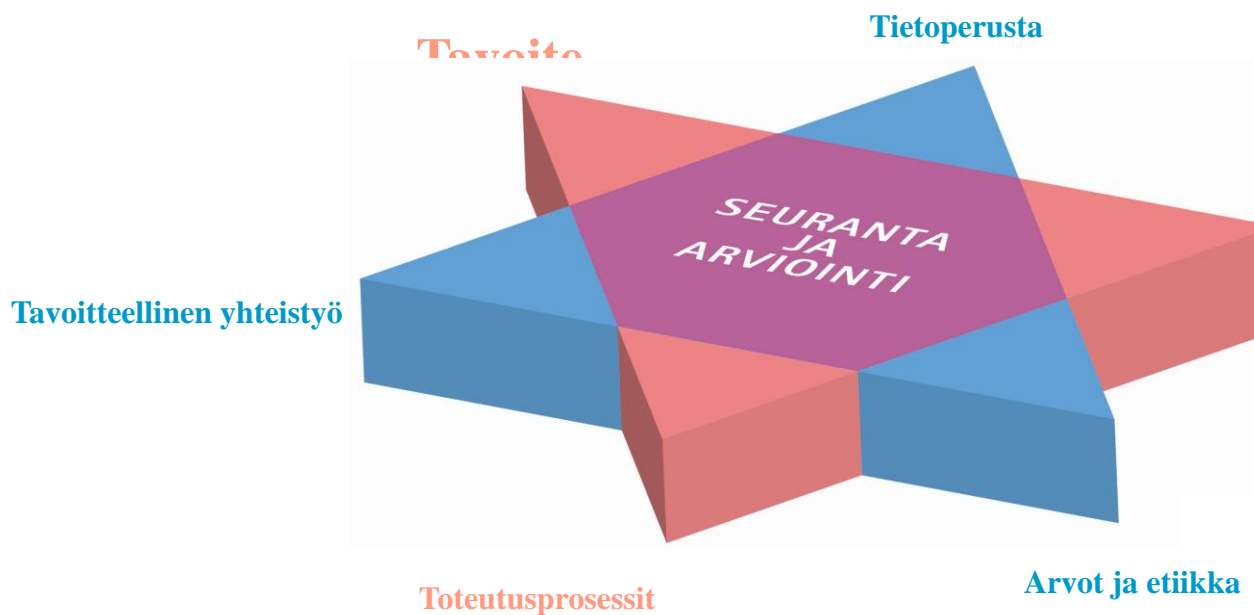 Tietoperusta
Tavoite
SEURANTA
JA
ARVIOINTI
Tavoitteellinen yhteistyö
Arvot ja etiikka
Toteutusprosessit